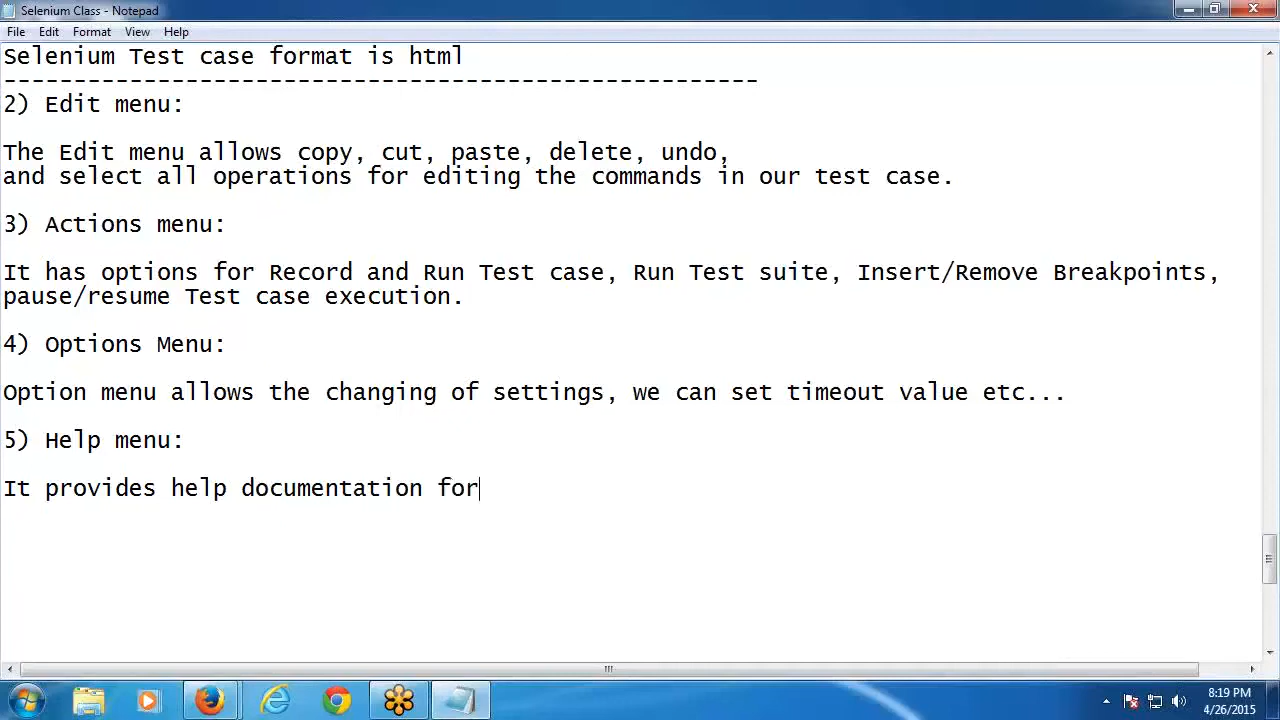 Selenium Class - Notepad
File Edit Format View Help
Selenium Test case format is html
------------------------------------------------------
2) Edit menu:
The Edit menu allows copy, cut, paste, delete, undo,
and select all operations for editing the commands in our test case.
3) Actions menu:
It has options for Record and Run Test case, Run Test suite, Insert/Remove Breakpoints,
pause/resume Test case execution.
4) Options Menu:
Option menu allows the changing of settings, we can set timeout value etc...
5) Help menu:
It provides help documentation for
8:19 PM
4/26/2015